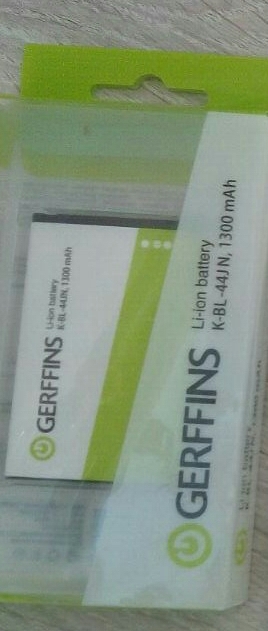 GERFFINS
Li-ion battery
K-BL-44JN, 1300 mAh
GERFFINS
Li-ion battery
K-BL-44JN, 1300 mAh